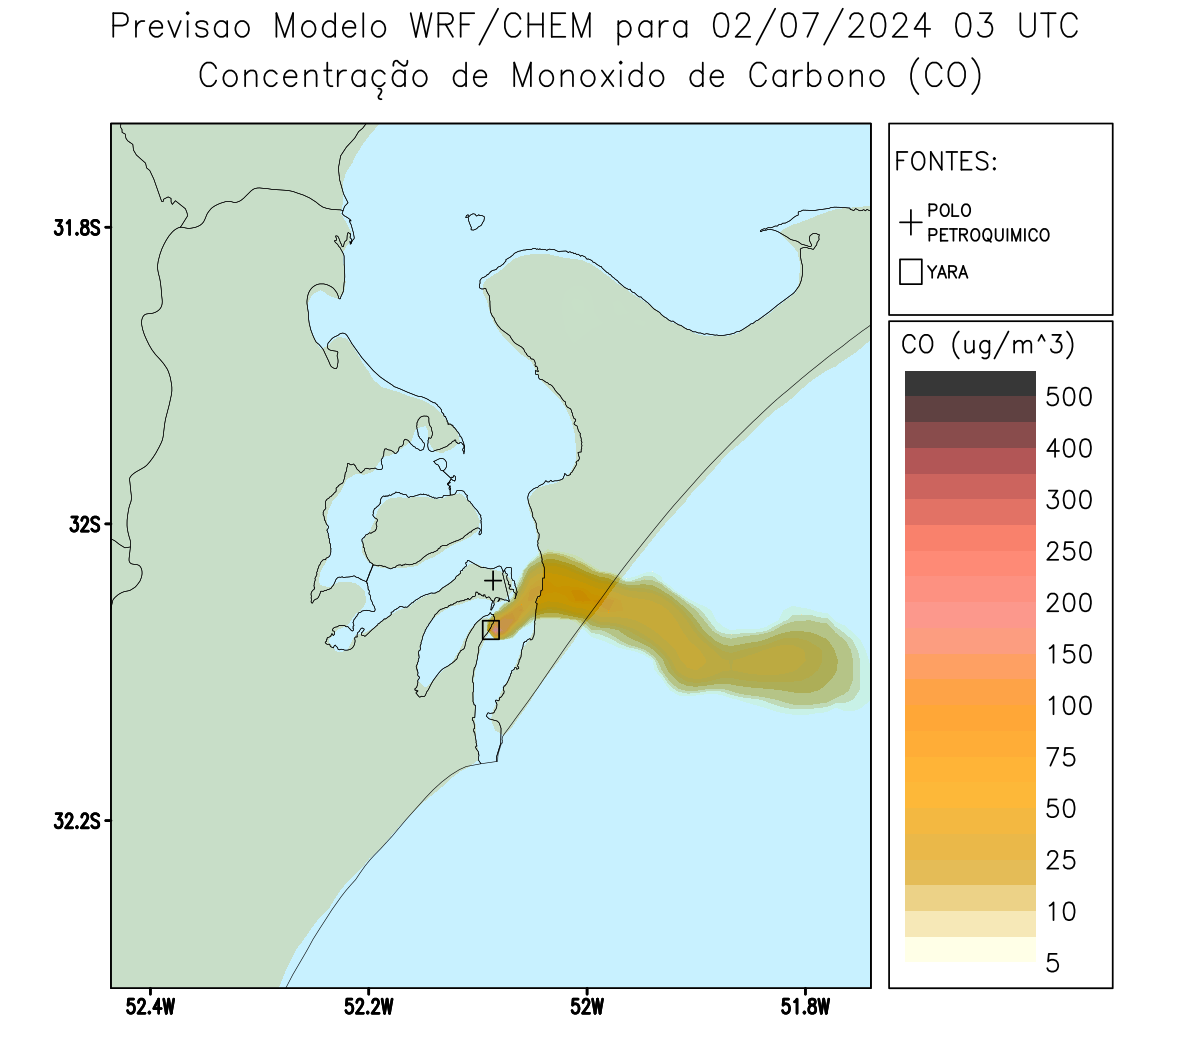 Previsao Modelo WRF/CHEM para 02/07/2024 03 UTC
Concentração de Monoxido de Carbono (CO)
FONTES:
POLO
PETROQUIMICO
YARA
CO (ug/m^3)
500
400
300
250
200
150
100
75
50
25
10
5
31.8S
32S
32.2S
52.4W
52.2W
52W
51.8W